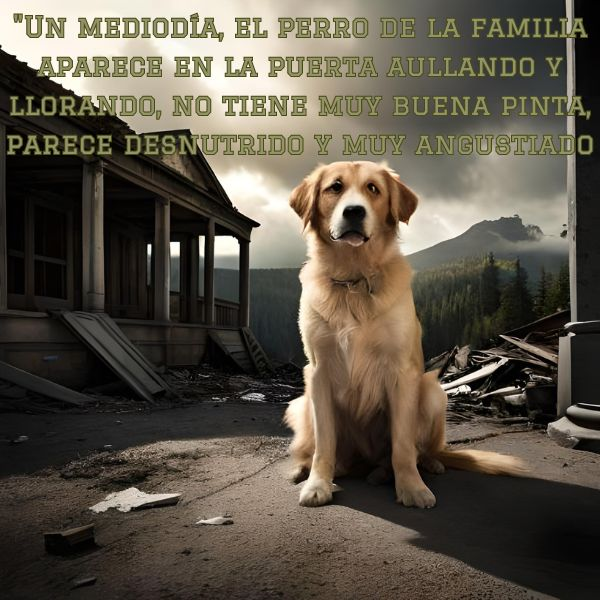 "Un mediodía, el perro de la familia
aparece en la puerta aullando y
llorando, no tiene muy buena pinta,
parece desnutrido y muy angustiado